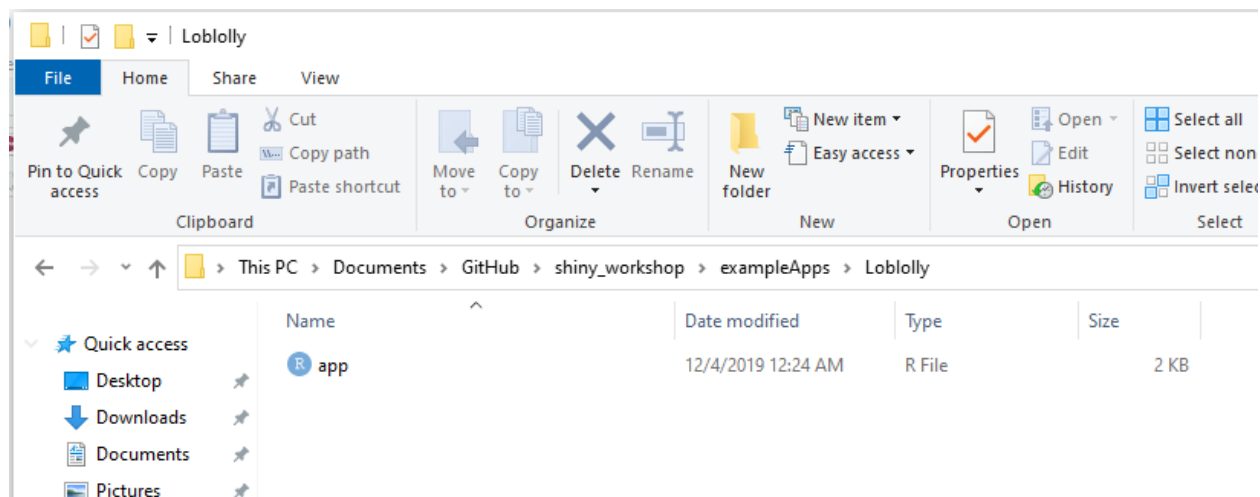 Loblolly
File Home Share View
Pin to Quick access
Copy
Paste
Cut
Copy path
Paste shortcut
Clipboard
Move to
Copy to
Delete
Rename
Organize
New folder
New item
Easy access
New
Properties
Open
Edit
History
Open
Select all
Select non
Invert selec
Select
This PC > Documents > GitHub > shiny_workshop > exampleApps > Loblolly
Name Date modified Type Size
R app 12/4/2019 12:24 AM R File 2 KB
Quick access
Desktop
Downloads
Documents
Pictures